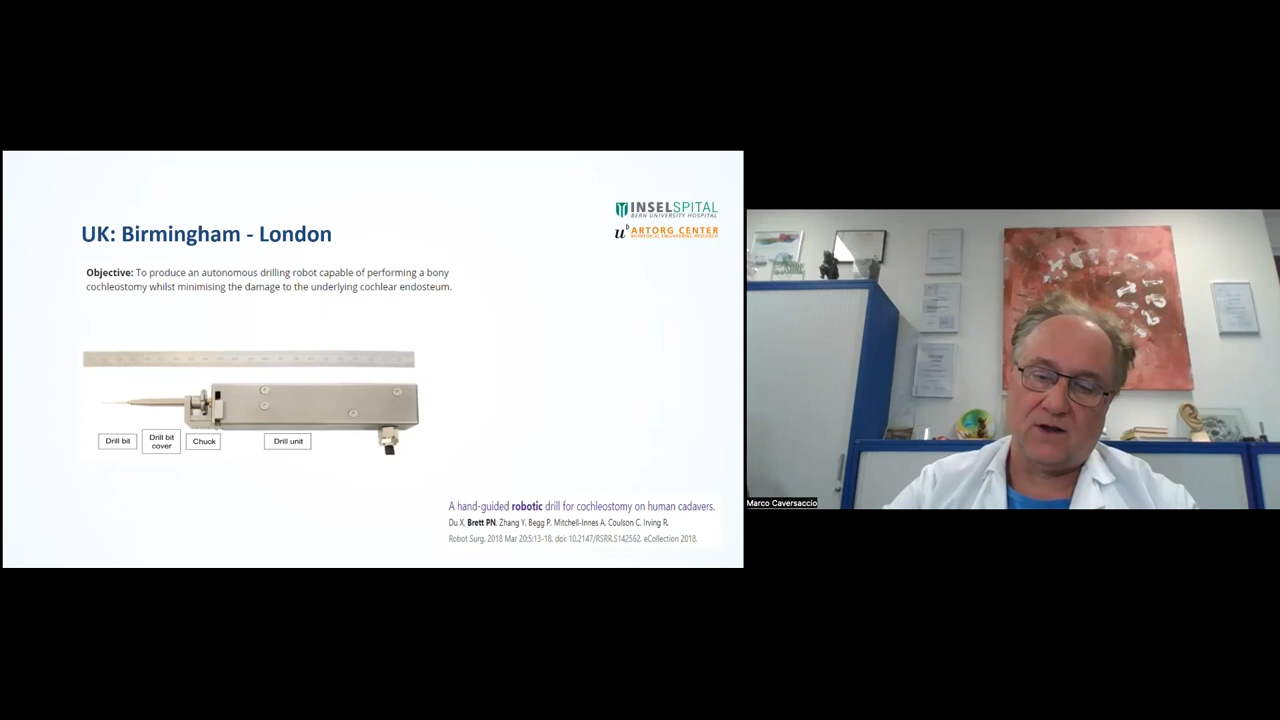 INSELSPITAL
BERN UNIVERSITY HOSPITAL
ub ARTORG CENTER
BIOMEDICAL ENGINEERING RESEARCH
UK: Birmingham - London
Objective: To produce an autonomous drilling robot capable of performing a bony
cochleostomy whilst minimising the damage to the underlying cochlear endosteum.
Drill bit
Drill bit
cover
Chuck
Drill unit
A hand-guided robotic drill for cochleostomy on human cadavers.
Du X, Brett PN, Zhang Y, Begg P, Mitchell-Innes A, Coulson C, Irving R.
Robot Surg. 2018 Mar 20;5:13-18. doi: 10.2147/RSRR.S142562. eCollection 2018.
Marco Caversaccio